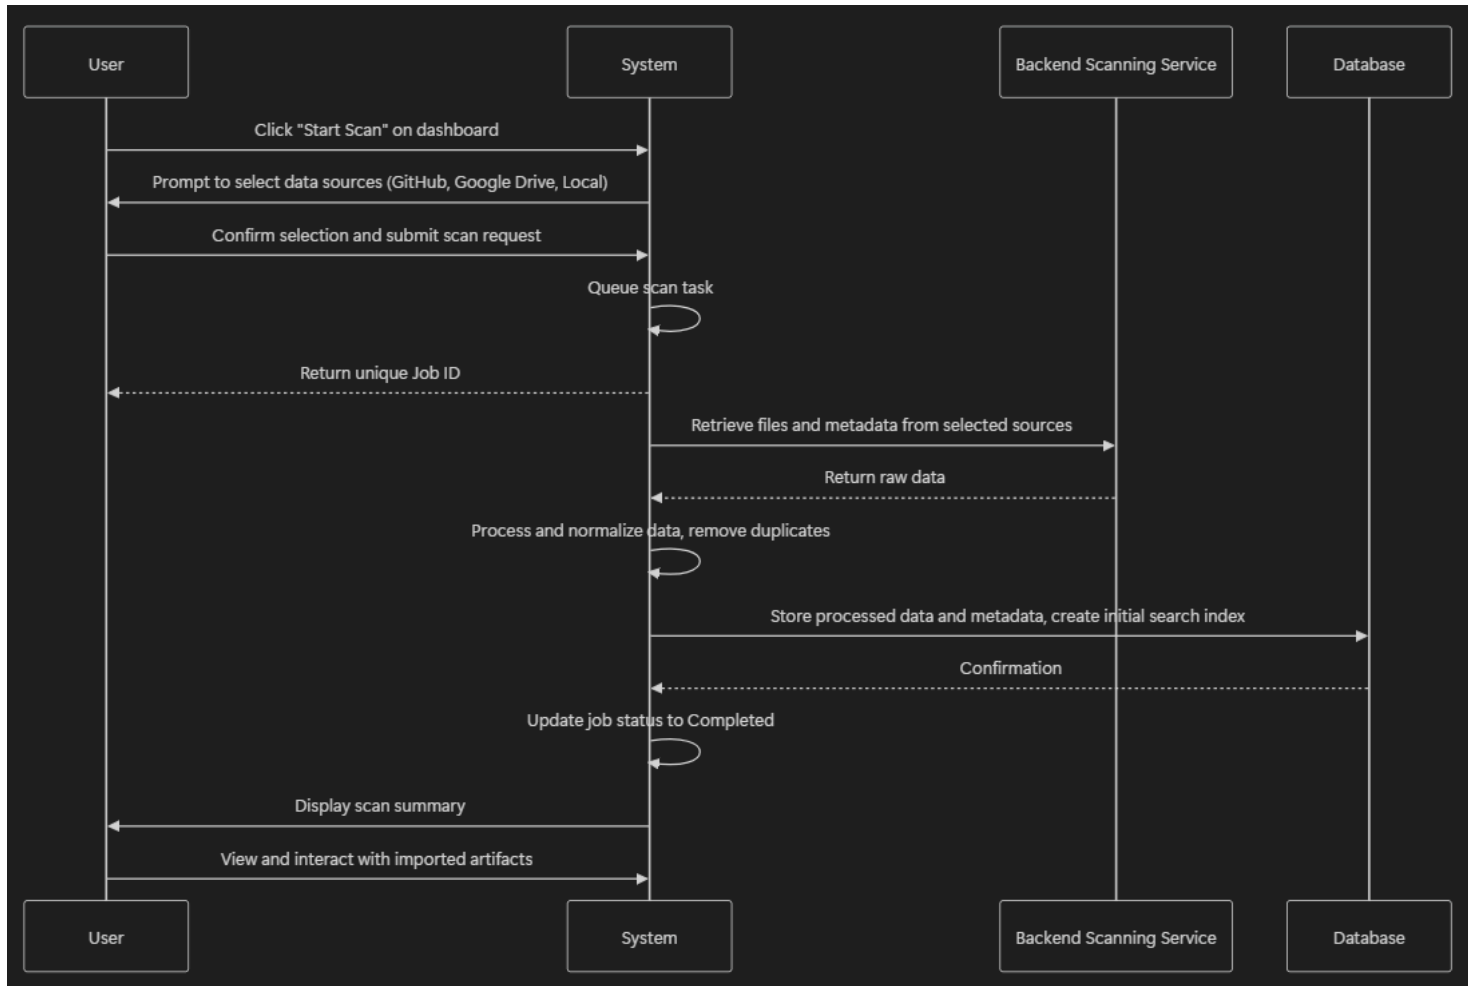 User
System
Backend Scanning Service
Database
Click "Start Scan" on dashboard
Prompt to select data sources (GitHub, Google Drive, Local)
Confirm selection and submit scan request
Queue scan task
Return unique Job ID
Retrieve files and metadata from selected sources
Return raw data
Process and normalize data, remove duplicates
Store processed data and metadata, create initial search index
Confirmation
Update job status to Completed
Display scan summary
View and interact with imported artifacts
User
System
Backend Scanning Service
Database